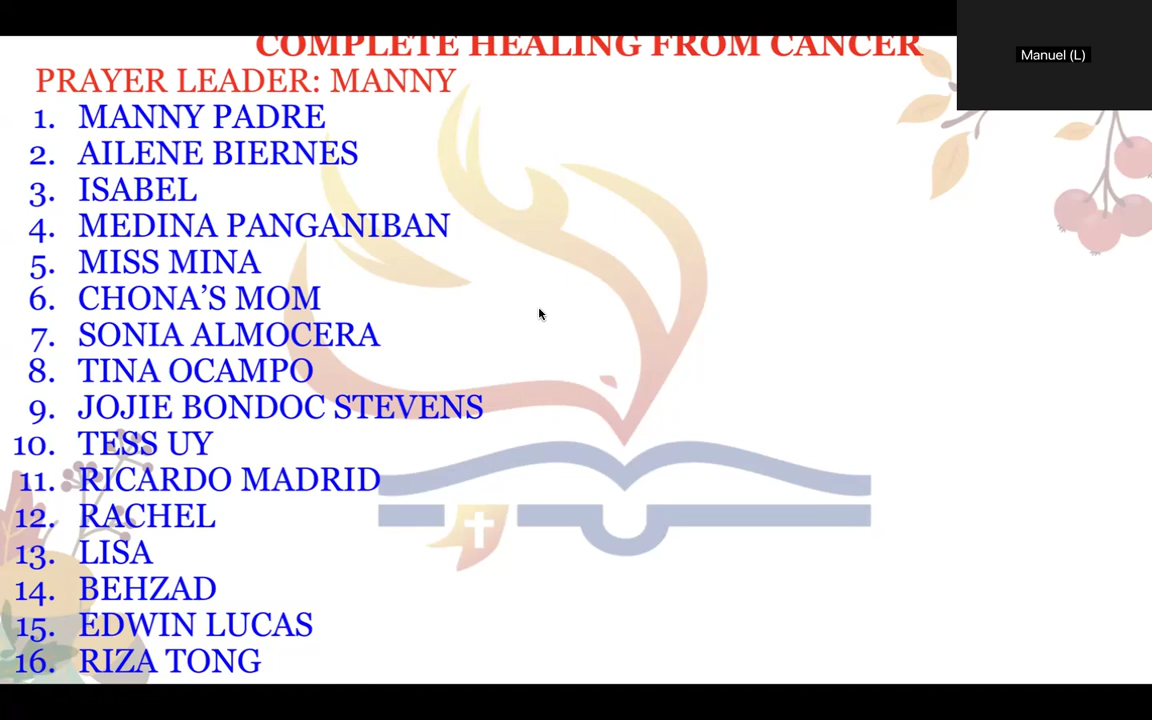 COMPLETE HEALING FROM CANCER
Manuel (L)
PRAYER LEADER: MANNY
1. MANNY PADRE
2. AILENE BIERNES
3. ISABEL
4. MEDINA PANGANIBAN
5. MISS MINA
6. CHONA’S MOM
7. SONIA ALMOCERA
8. TINA OCAMPO
9. JOJIE BONDOC STEVENS
10. TESS UY
11. RICARDO MADRID
12. RACHEL
13. LISA
14. BEHZAD
15. EDWIN LUCAS
16. RIZA TONG